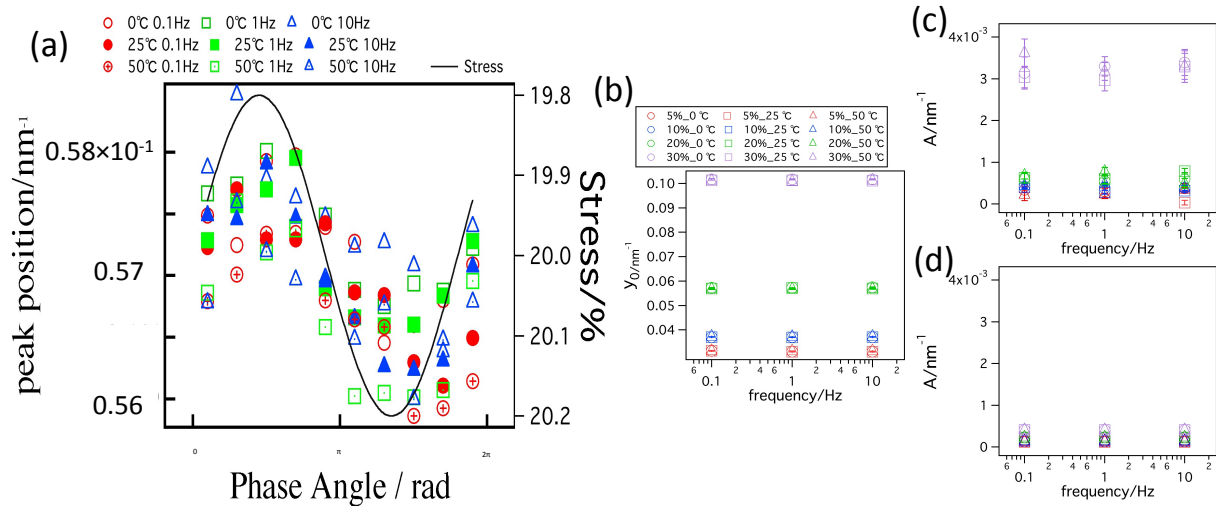 (a)
0℃ 0.1Hz 0℃ 1Hz 0℃ 10Hz
25℃ 0.1Hz 25℃ 1Hz 25℃ 10Hz
50℃ 0.1Hz 50℃ 1Hz 50℃ 10Hz Stress
peak position/nm-1
0.58×10-1
0.57
0.56
19.8
19.9
20.0
20.1
20.2
Stress/%
0 π 2π
Phase Angle / rad
(b)
5%_0 ℃ 5%_25 ℃ 5%_50 ℃
10%_0 ℃ 10%_25 ℃ 10%_50 ℃
20%_0 ℃ 20%_25 ℃ 20%_50 ℃
30%_0 ℃ 30%_25 ℃ 30%_50 ℃
y0/nm-1
0.10
0.08
0.06
0.04
6 2 4 6 2 4 6 2
0.1 1 10
frequency/Hz
(c)
A/nm-1
4x10-3
3
2
1
0
6 2 4 6 2 4 6 2
0.1 1 10
frequency/Hz
(d)
A/nm-1
4x10-3
3
2
1
0
6 2 4 6 2 4 6 2
0.1 1 10
frequency/Hz